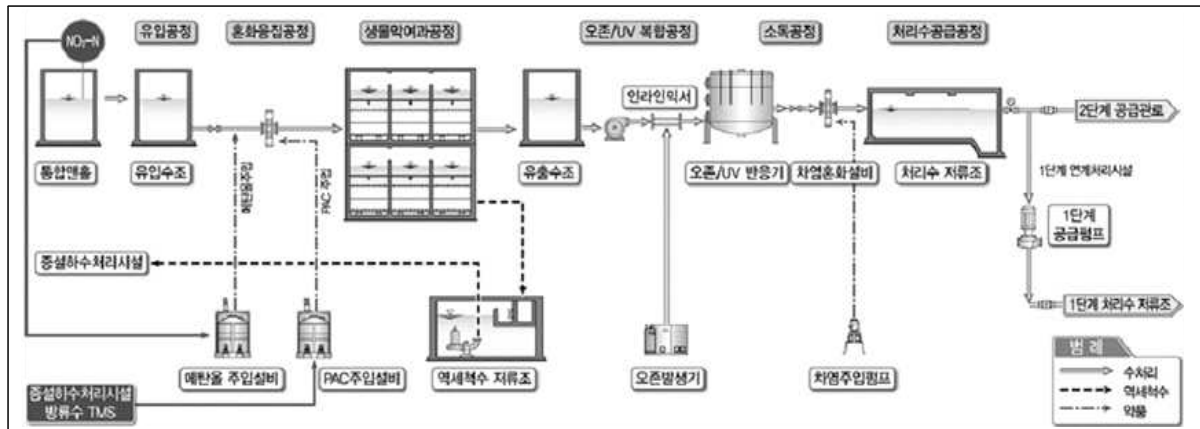 NO₃-N
유입공정
혼화응집공정
생물막여과공정
오존/UV 복합공정
소독공정
처리수공급공정
인라인믹서
2단계 공급관로
통합맨홀
유입수조
유출수조
오존/UV 반응기
차염혼화설비
처리수 저류조
1단계 연계처리시설
메탄올주입
PAC 주입
1단계
공급펌프
증설하수처리시설
1단계 처리수 저류조
메탄올 주입설비
PAC주입설비
역세척수 저류조
오존발생기
차염주입펌프
증설하수처리시설
방류수 TMS
범 례
수처리
역세척수
약품